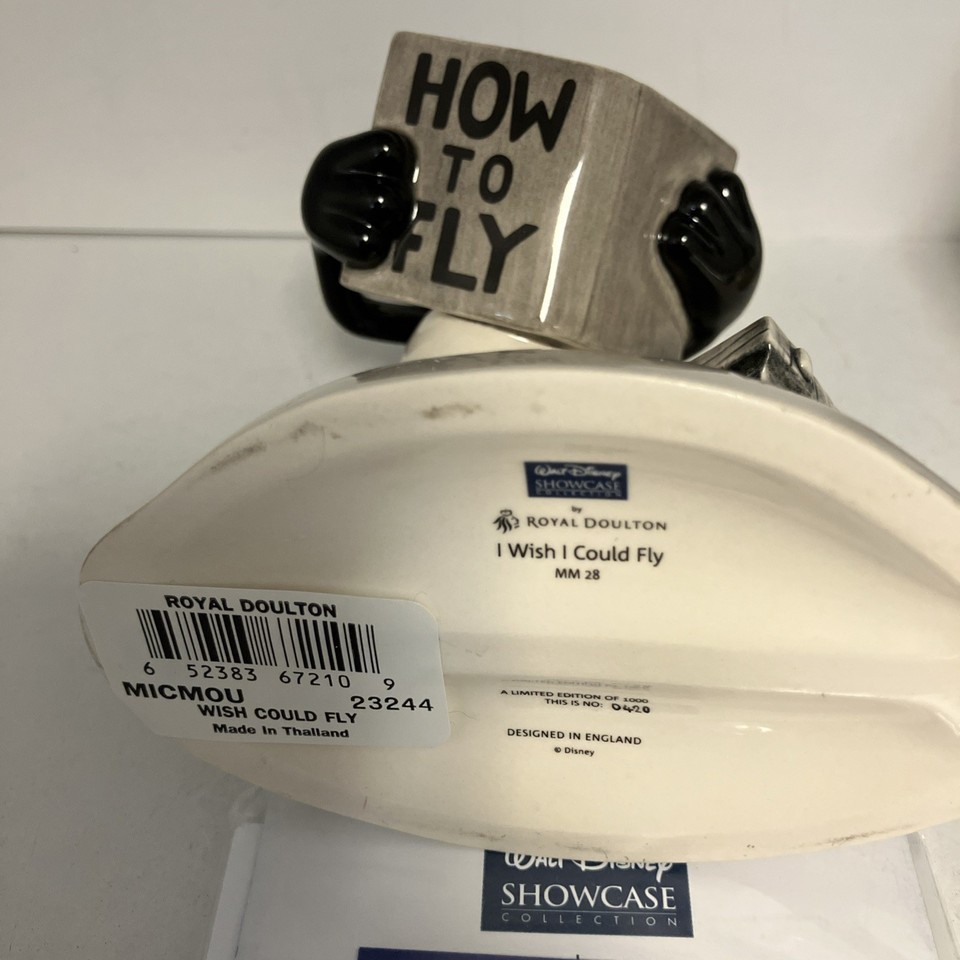 HOW
TO
FLY
WALT DISNEY
SHOWCASE
COLLECTION
by
ROYAL DOULTON
I Wish I Could Fly
MM 28
ROYAL DOULTON
6 52383 67210 9
MICMOU 23244
WISH COULD FLY
Made In Thailand
A LIMITED EDITION OF 1000
THIS IS NO: 0420
DESIGNED IN ENGLAND
© Disney
WALT DISNEY
SHOWCASE
COLLECTION